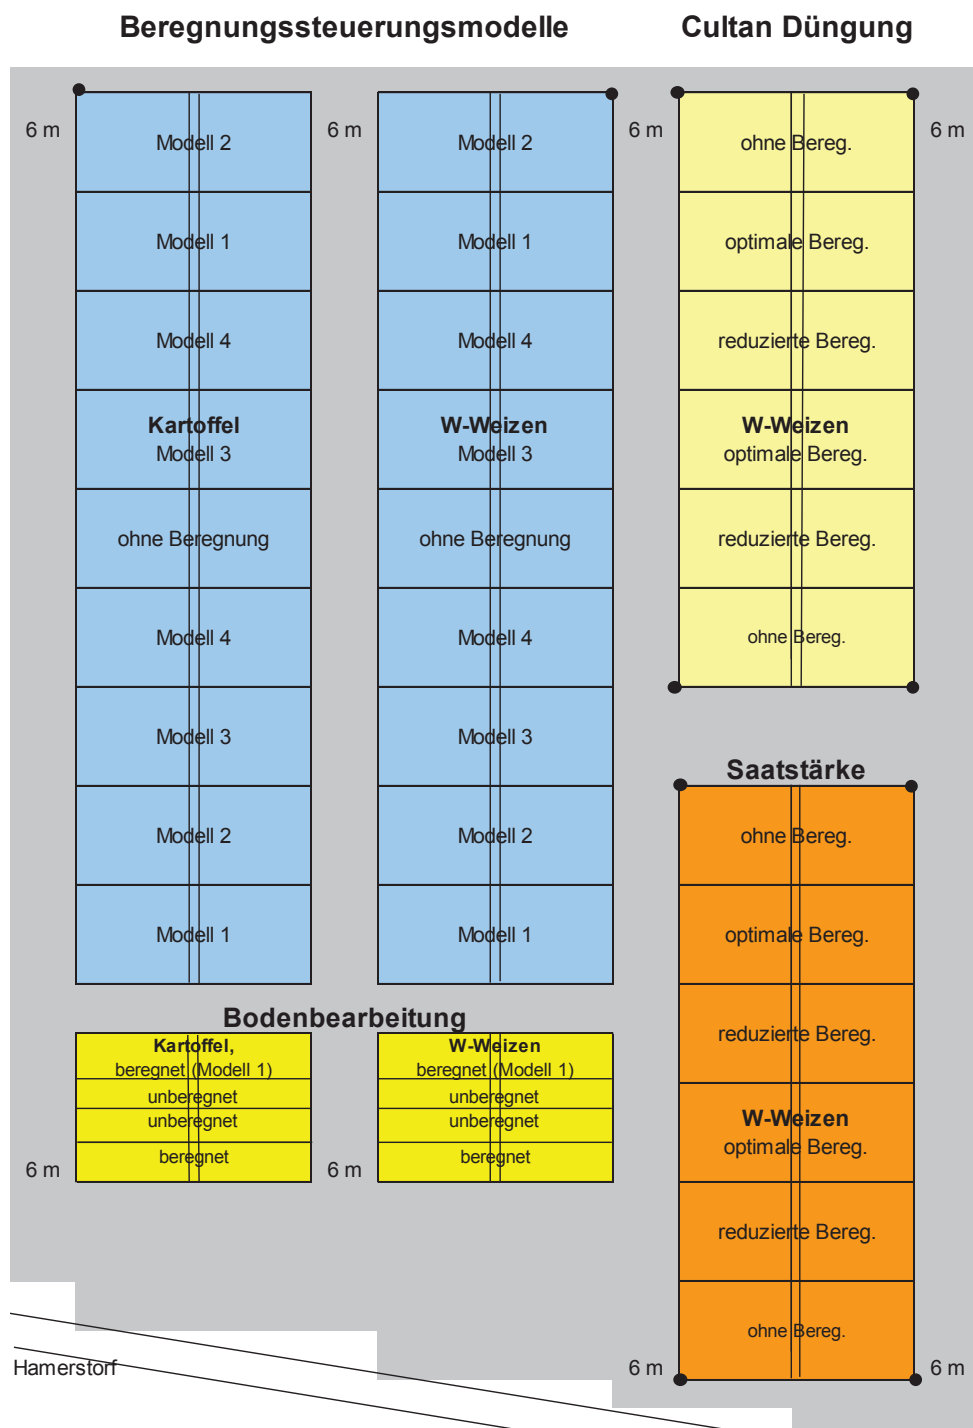 Beregnungssteuerungsmodelle
Cultan Düngung
6 m
6 m
6 m
6 m
Modell 2
Modell 1
Modell 4
Kartoffel
Modell 3
ohne Beregnung
Modell 4
Modell 3
Modell 2
Modell 1
Modell 2
Modell 1
Modell 4
W-Weizen
Modell 3
ohne Beregnung
Modell 4
Modell 3
Modell 2
Modell 1
ohne Bereg.
optimale Bereg.
reduzierte Bereg.
W-Weizen
optimale Bereg.
reduzierte Bereg.
ohne Bereg.
Bodenbearbeitung
Kartoffel,
beregnet (Modell 1)
unberegnet
unberegnet
beregnet
6 m
W-Weizen
beregnet (Modell 1)
unberegnet
unberegnet
beregnet
6 m
Saatstärke
ohne Bereg.
optimale Bereg.
reduzierte Bereg.
W-Weizen
optimale Bereg.
reduzierte Bereg.
ohne Bereg.
6 m
6 m
Hamerstorf